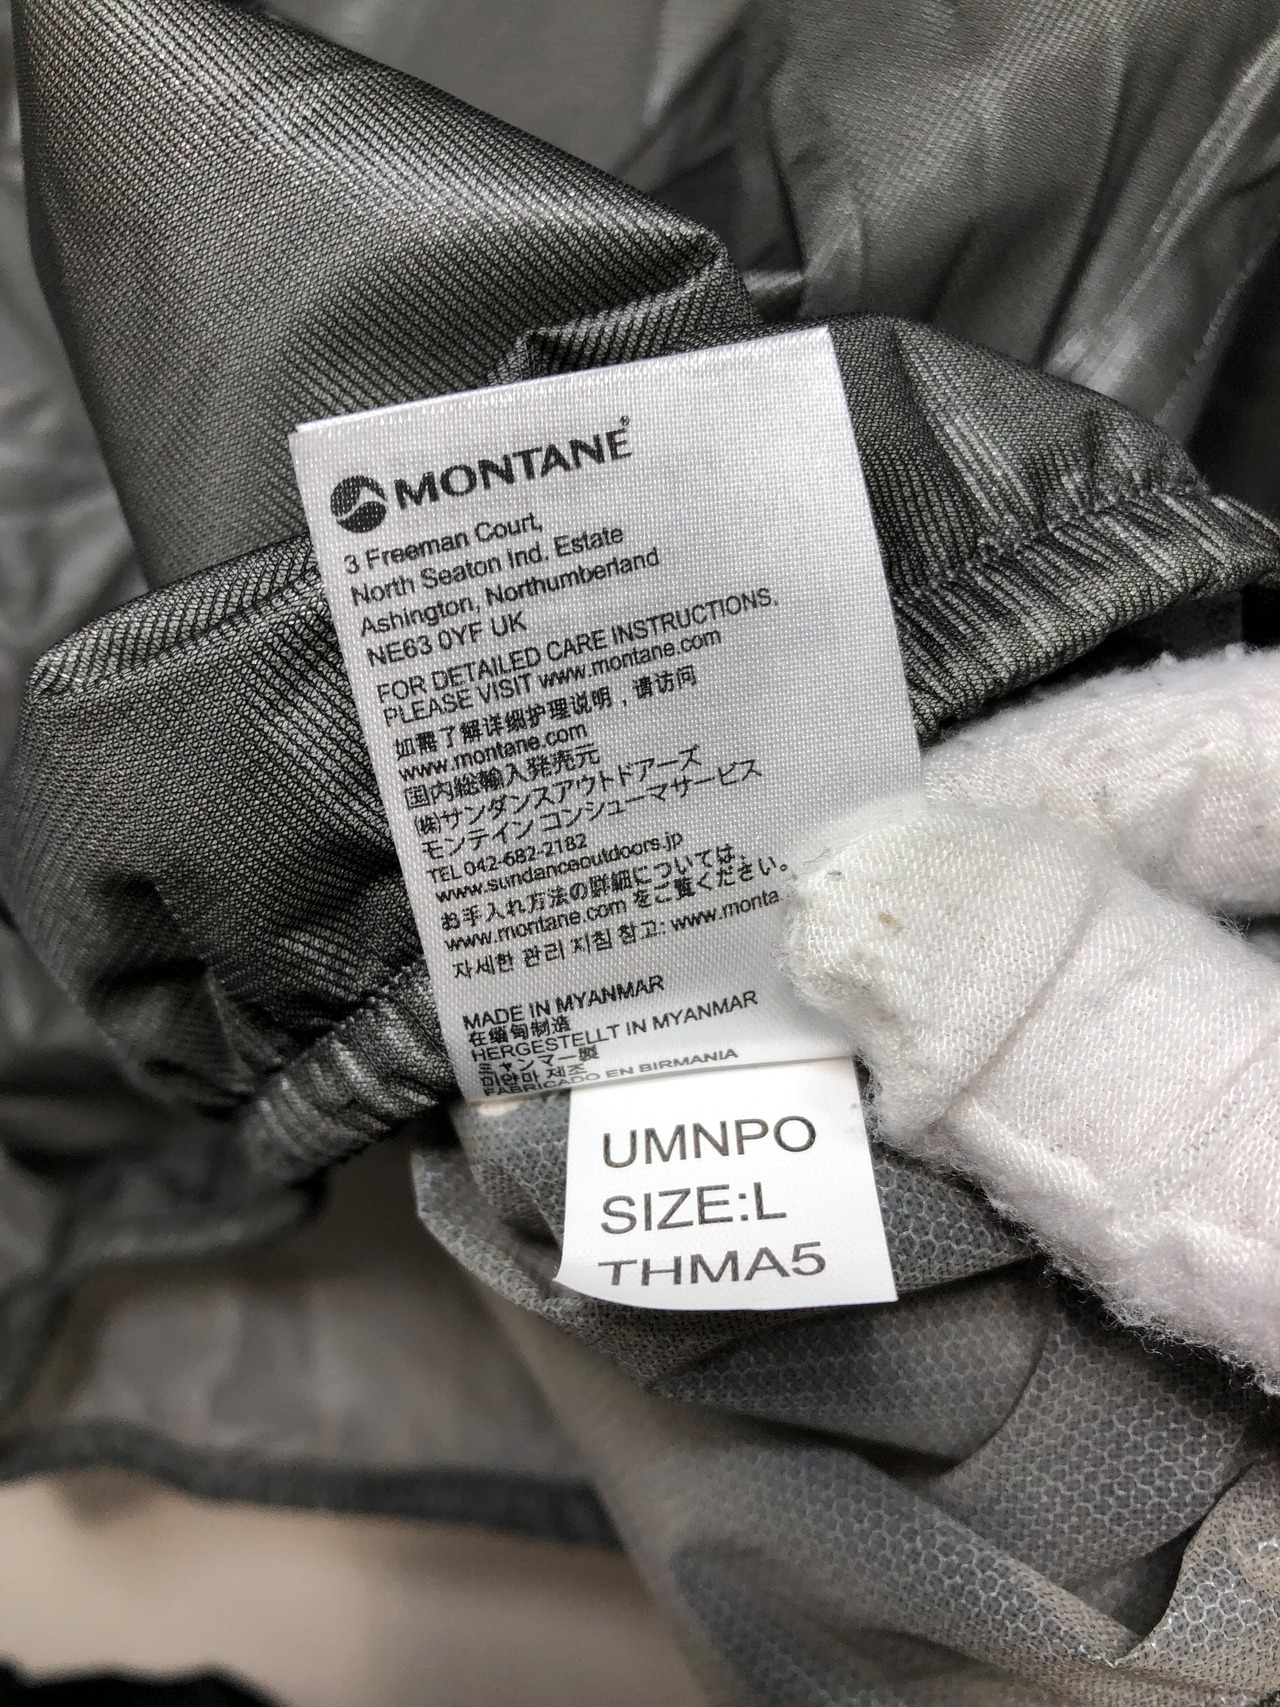 MONTANE®
3 Freeman Court,
North Seaton Ind. Estate
Ashington, Northumberland
NE63 0YF UK
FOR DETAILED CARE INSTRUCTIONS,
PLEASE VISIT www.montane.com
如需了解详细护理说明，请访问
www.montane.com
国内総輸入発売元
(株)サンダンスアウトドアーズ
モンテイン コンシューマサービス
TEL 042-682-2182
www.sundanceoutdoors.jp
お手入れ方法の詳細については、
www.montane.com をご覧ください。
자세한 관리 지침 참고: www.monta
MADE IN MYANMAR
在缅甸制造
HERGESTELLT IN MYANMAR
ミャンマー製
미얀마 제조
FABRICADO EN BIRMANIA
UMNPO
SIZE:L
THMA5